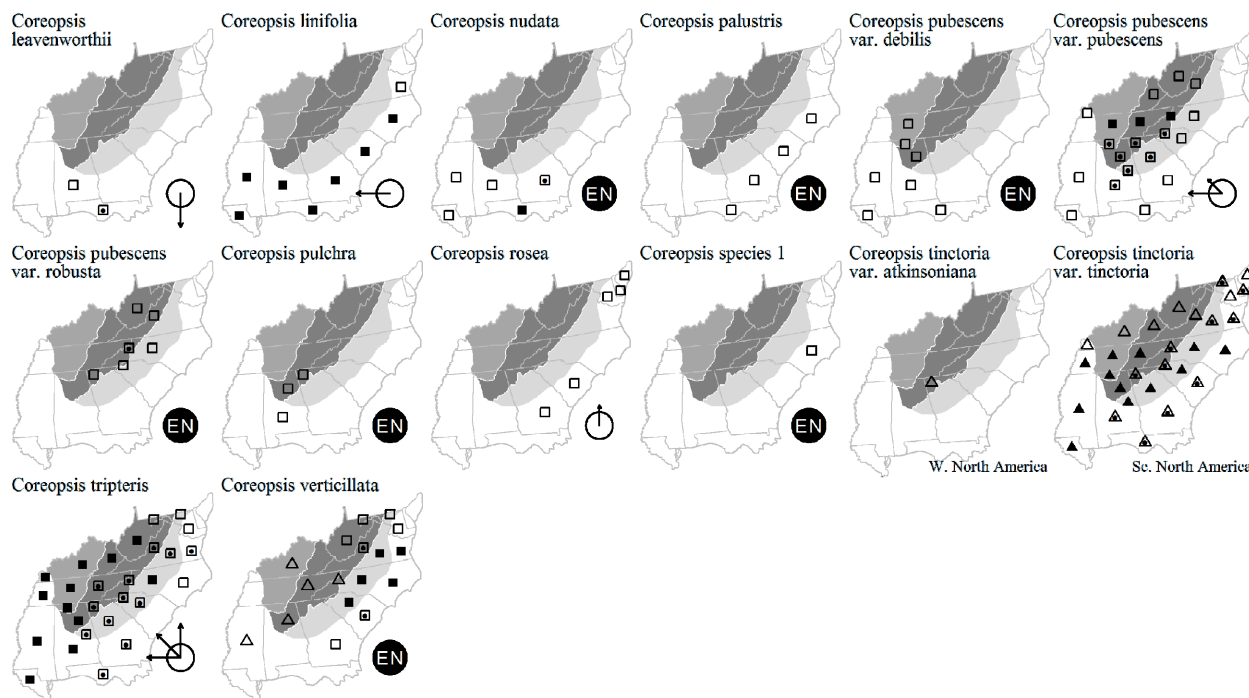 Coreopsis
leavenworthii
Coreopsis linifolia
Coreopsis nudata
EN
Coreopsis palustris
EN
Coreopsis pubescens
var. debilis
EN
Coreopsis pubescens
var. pubescens
Coreopsis pubescens
var. robusta
EN
Coreopsis pulchra
EN
Coreopsis rosea
Coreopsis species 1
EN
Coreopsis tinctoria
var. atkinsoniana
W. North America
Coreopsis tinctoria
var. tinctoria
Sc. North America
Coreopsis tripteris
Coreopsis verticillata
EN